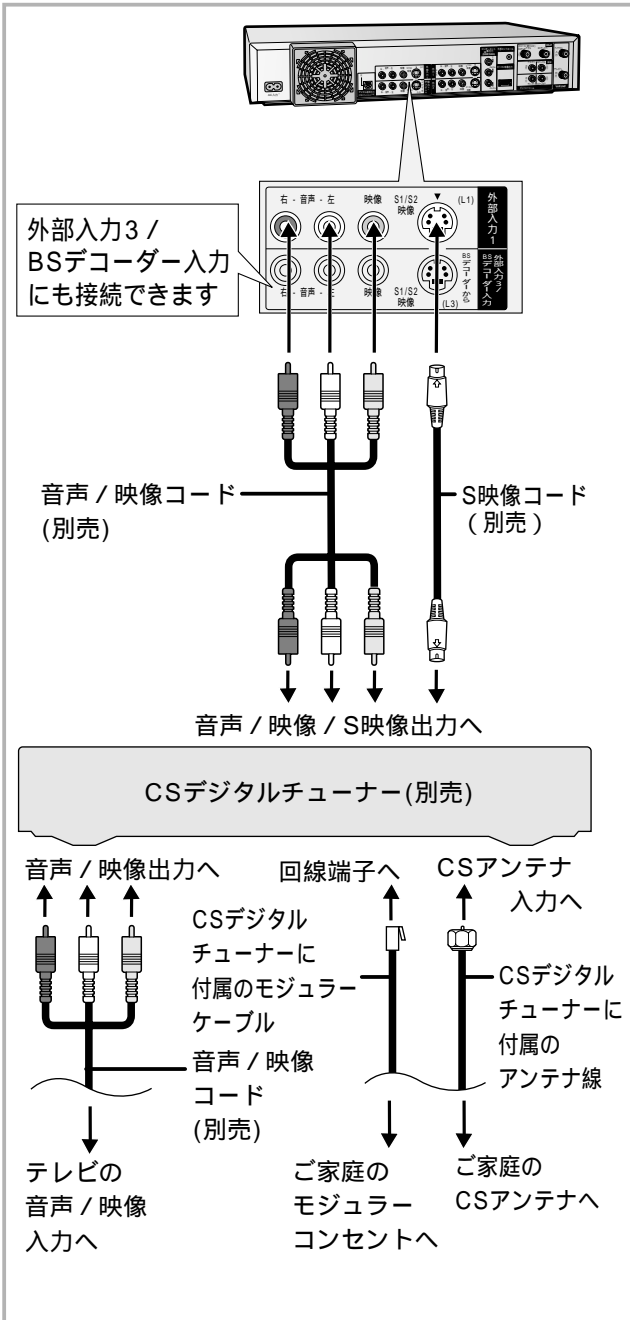 右 - 音声 - 左
映像
S1/S2
映像
(L1)
外部入力1
外部入力3 /
BSデコーダー入力
にも接続できます
右 - 音声 - 左
映像
S1/S2
映像
(L3)
BSデコーダーから
外部入力3/
BSデコーダー入力
音声 / 映像コード
(別売)
S映像コード
( 別売 )
音声 / 映像 / S映像出力へ
CSデジタルチューナー(別売)
音声 / 映像出力へ
回線端子へ
CSアンテナ
入力へ
CSデジタル
チューナーに
付属のモジュラー
ケーブル
CSデジタル
チューナーに
付属の
アンテナ線
音声 / 映像
コード
(別売)
テレビの
音声 / 映像
入力へ
ご家庭の
モジュラー
コンセントへ
ご家庭の
CSアンテナへ